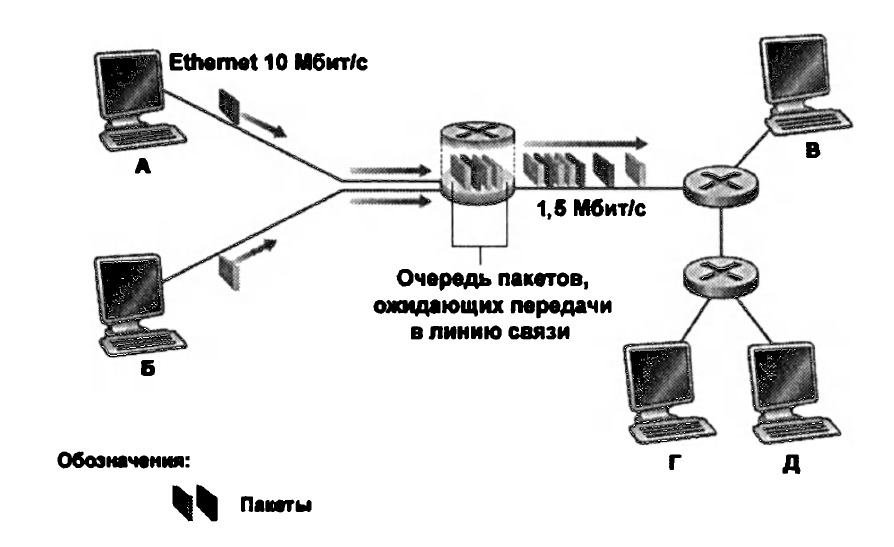 Ethernet 10 Мбит/с
А
В
1,5 Мбит/с
Очередь пакетов,
ожидающих передачи
в линию связи
Б
Г
Д
Обозначения:
Пакеты